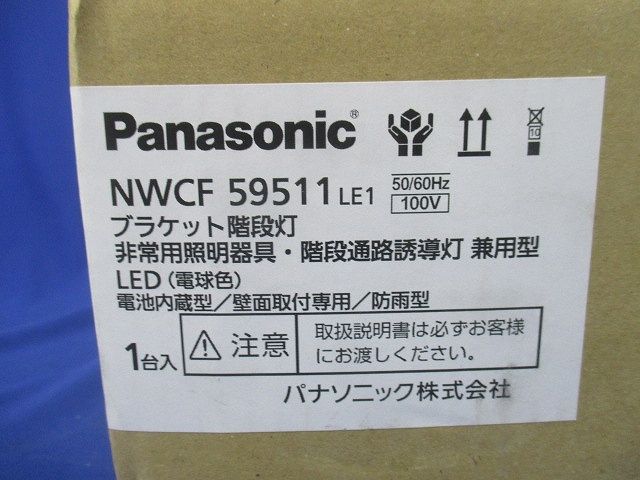 Panasonic®
10
NWCF 59511 LE1
50/60Hz
100V
ブラケット階段灯
非常用照明器具・階段通路誘導灯 兼用型
LED（電球色）
電池内蔵型／壁面取付専用／防雨型
1台入
注意
取扱説明書は必ずお客様
にお渡しください。
パナソニック株式会社